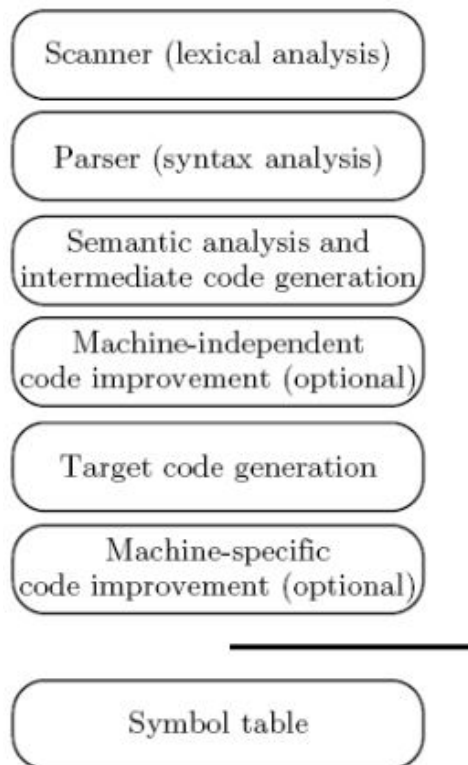 Scanner (lexical analysis)
Parser (syntax analysis)
Semantic analysis and
intermediate code generation
Machine-independent
code improvement (optional)
Target code generation
Machine-specific
code improvement (optional)
Symbol table